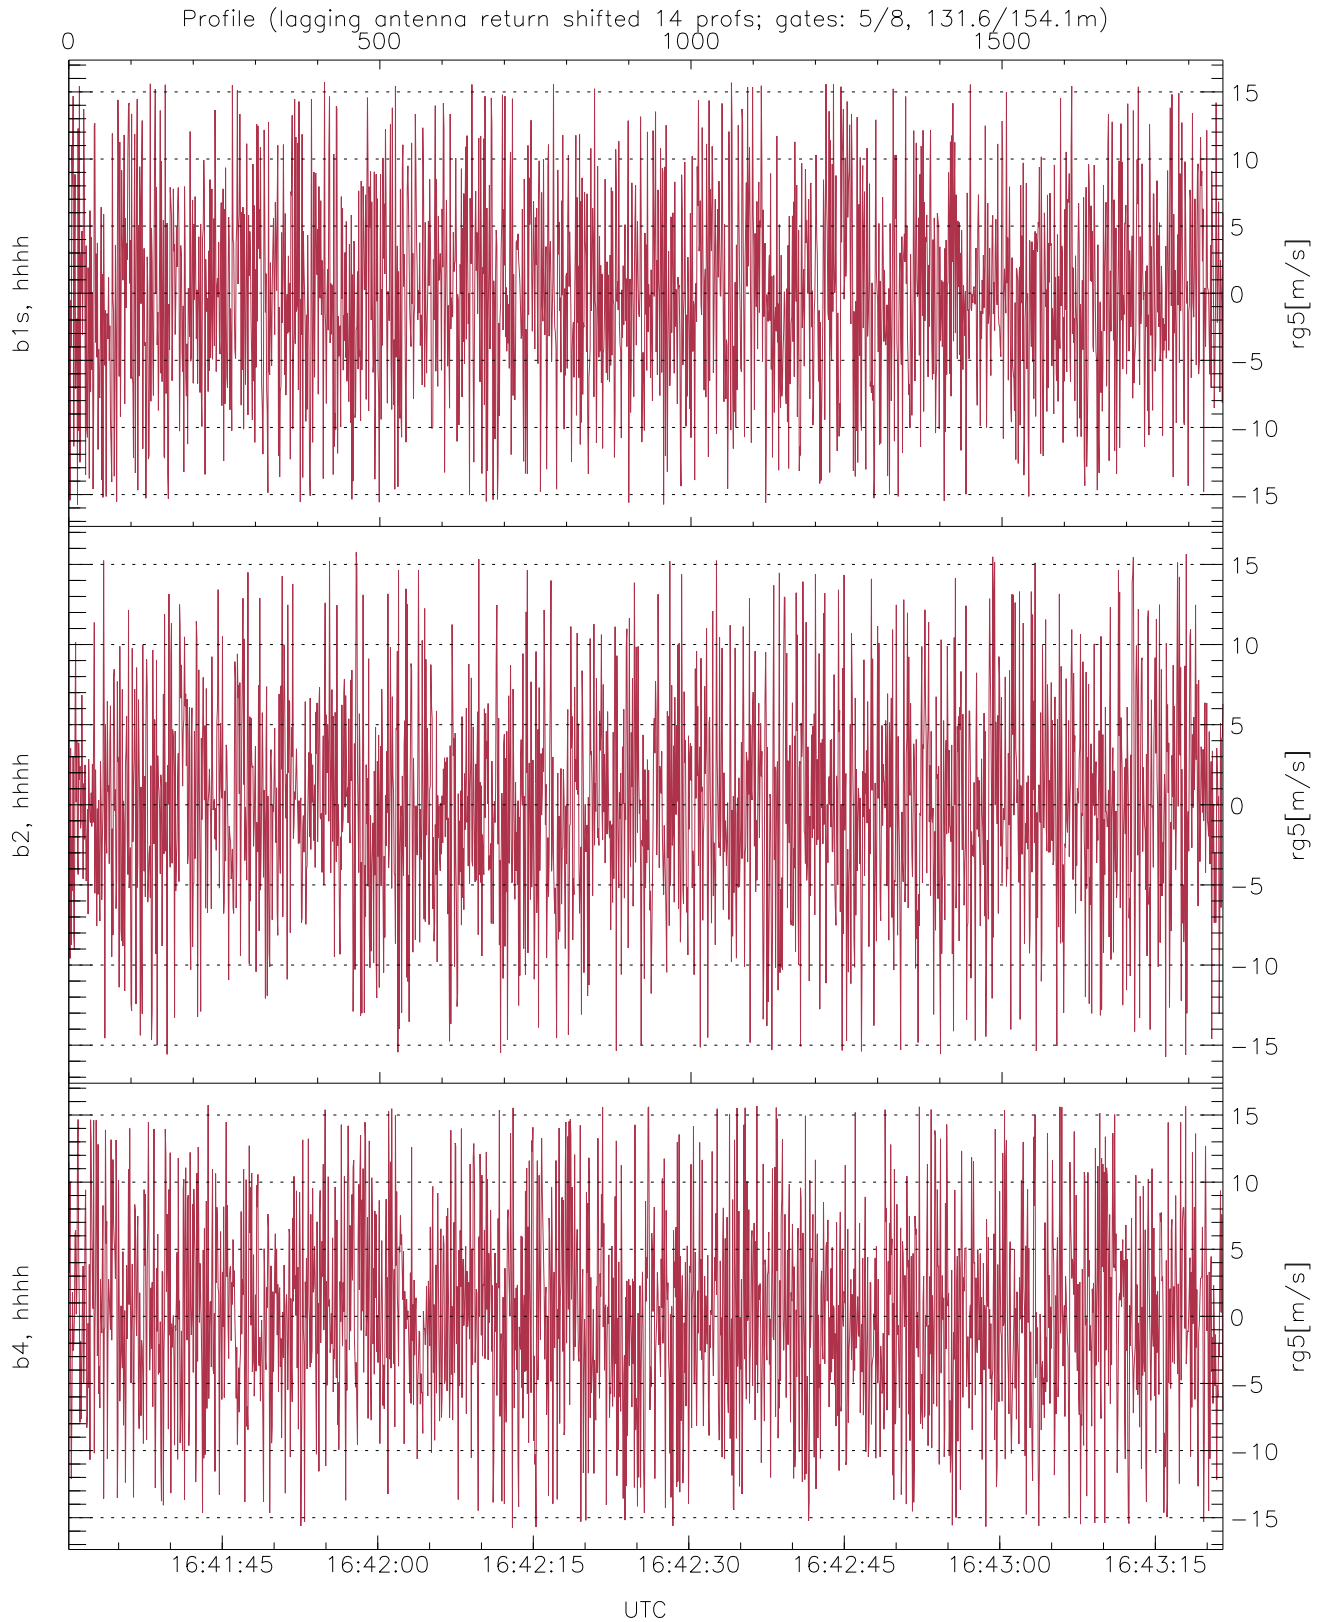 Profile (lagging antenna return shifted 14 profs; gates: 5/8, 131.6/154.1m)
0 500 1000 1500
15
10
5
0
−5
−10
−15
b1s, hhhh
rg5[m/s]
15
10
5
0
−5
−10
−15
b2, hhhh
rg5[m/s]
15
10
5
0
−5
−10
−15
b4, hhhh
rg5[m/s]
16:41:45 16:42:00 16:42:15 16:42:30 16:42:45 16:43:00 16:43:15
UTC